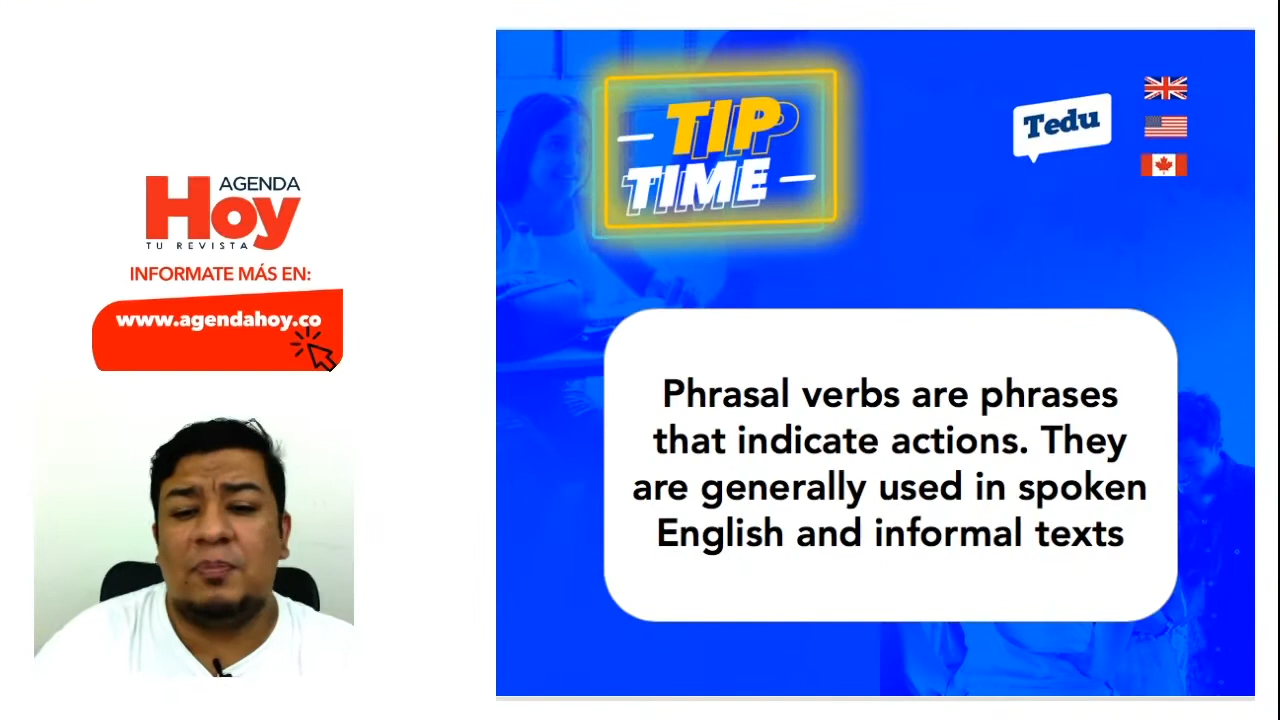 AGENDA
Hoy
TU REVISTA
INFORMATE MÁS EN:
www.agendahoy.co
TIP
TIME
Tedu
Phrasal verbs are phrases
that indicate actions. They
are generally used in spoken
English and informal texts